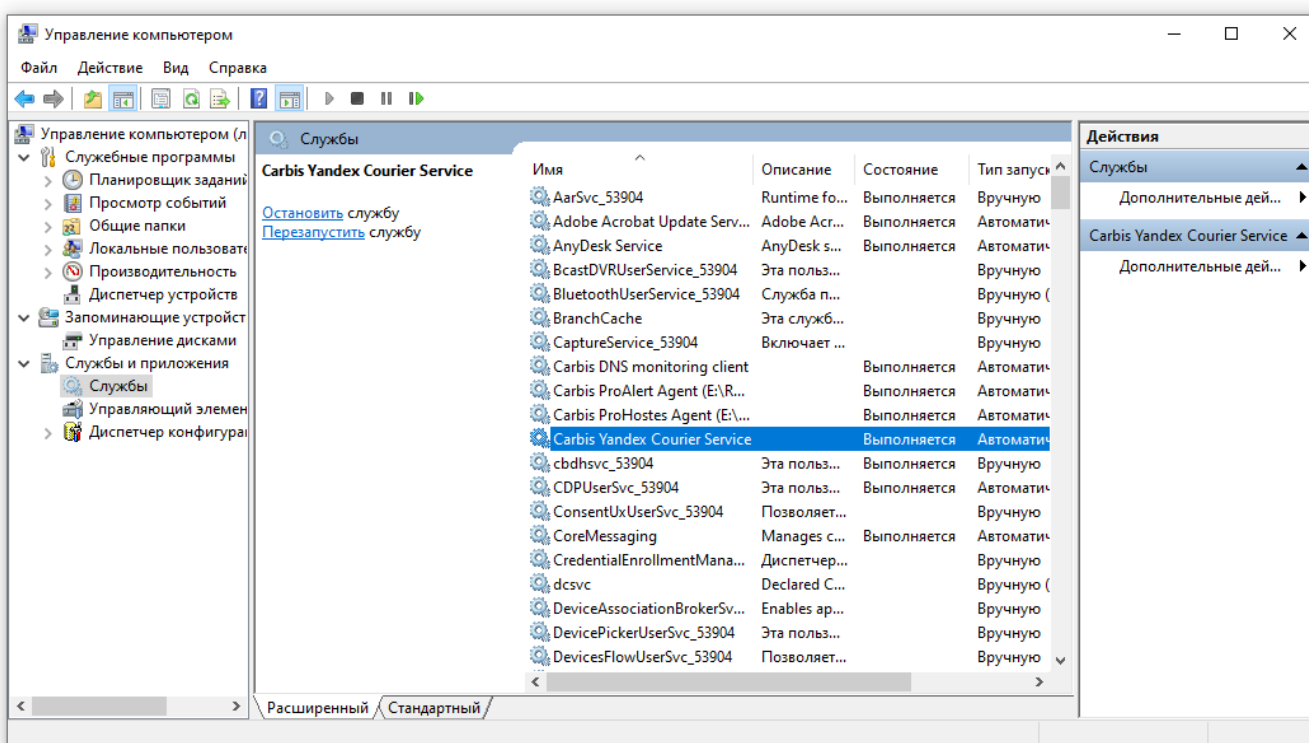 Управление компьютером
Файл Действие Вид Справка
Управление компьютером (л
Служебные программы
Планировщик заданий
Просмотр событий
Общие папки
Локальные пользовате
Производительность
Диспетчер устройств
Запоминающие устройст
Управление дисками
Службы и приложения
Службы
Управляющий элемен
Диспетчер конфигура
Службы
Carbis Yandex Courier Service
Остановить службу
Перезапустить службу
Имя Описание Состояние Тип запуск
AarSvc_53904 Runtime fo... Выполняется Вручную
Adobe Acrobat Update Serv... Adobe Acr... Выполняется Автоматич
AnyDesk Service AnyDesk s... Выполняется Автоматич
BcastDVRUserService_53904 Эта польз... Вручную
BluetoothUserService_53904 Служба п... Вручную (
BranchCache Эта служб... Вручную
CaptureService_53904 Включает ... Вручную
Carbis DNS monitoring client Выполняется Автоматич
Carbis ProAlert Agent (E:\R... Выполняется Автоматич
Carbis ProHostes Agent (E:\... Выполняется Автоматич
Carbis Yandex Courier Service Выполняется Автоматич
cbdhsvc_53904 Эта польз... Выполняется Вручную
CDPUserSvc_53904 Эта польз... Выполняется Автоматич
ConsentUxUserSvc_53904 Позволяет... Вручную
CoreMessaging Manages c... Выполняется Автоматич
CredentialEnrollmentMana... Диспетчер... Вручную
dcsvc Declared C... Вручную (
DeviceAssociationBrokerSv... Enables ap... Вручную
DevicePickerUserSvc_53904 Эта польз... Вручную
DevicesFlowUserSvc_53904 Позволяет... Вручную
Расширенный Стандартный
Действия
Службы
Дополнительные дей...
Carbis Yandex Courier Service
Дополнительные дей...